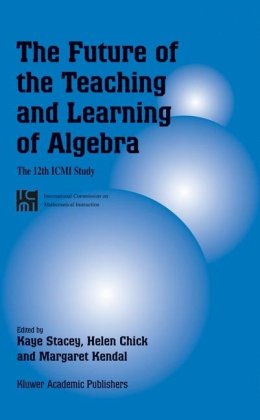 The Future of
the Teaching
and Learning
of Algebra
The 12th ICMI Study
International Commission on
Mathematical Instruction
Edited by
Kaye Stacey, Helen Chick
and Margaret Kendal
Kluwer Academic Publishers